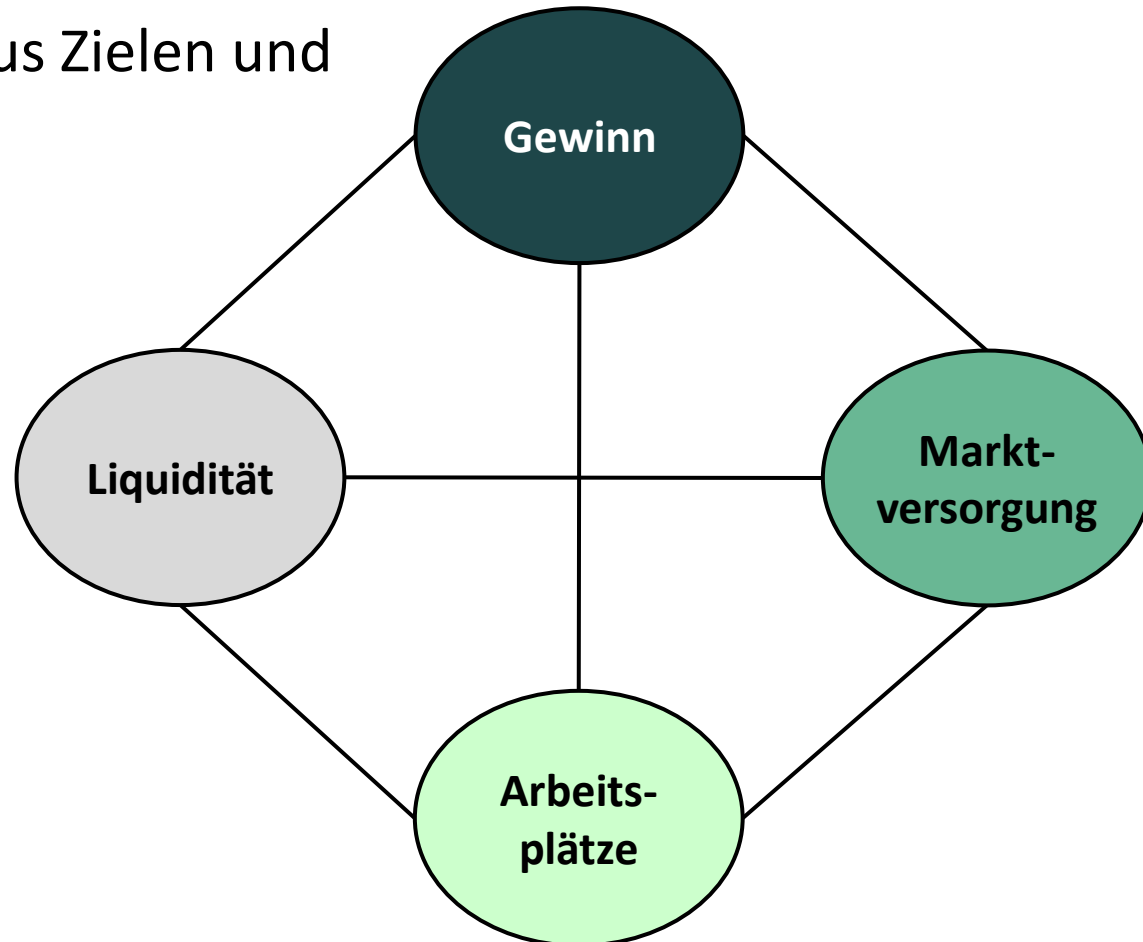 us Zielen und
Gewinn
Liquidität
Markt-
versorgung
Arbeits-
plätze